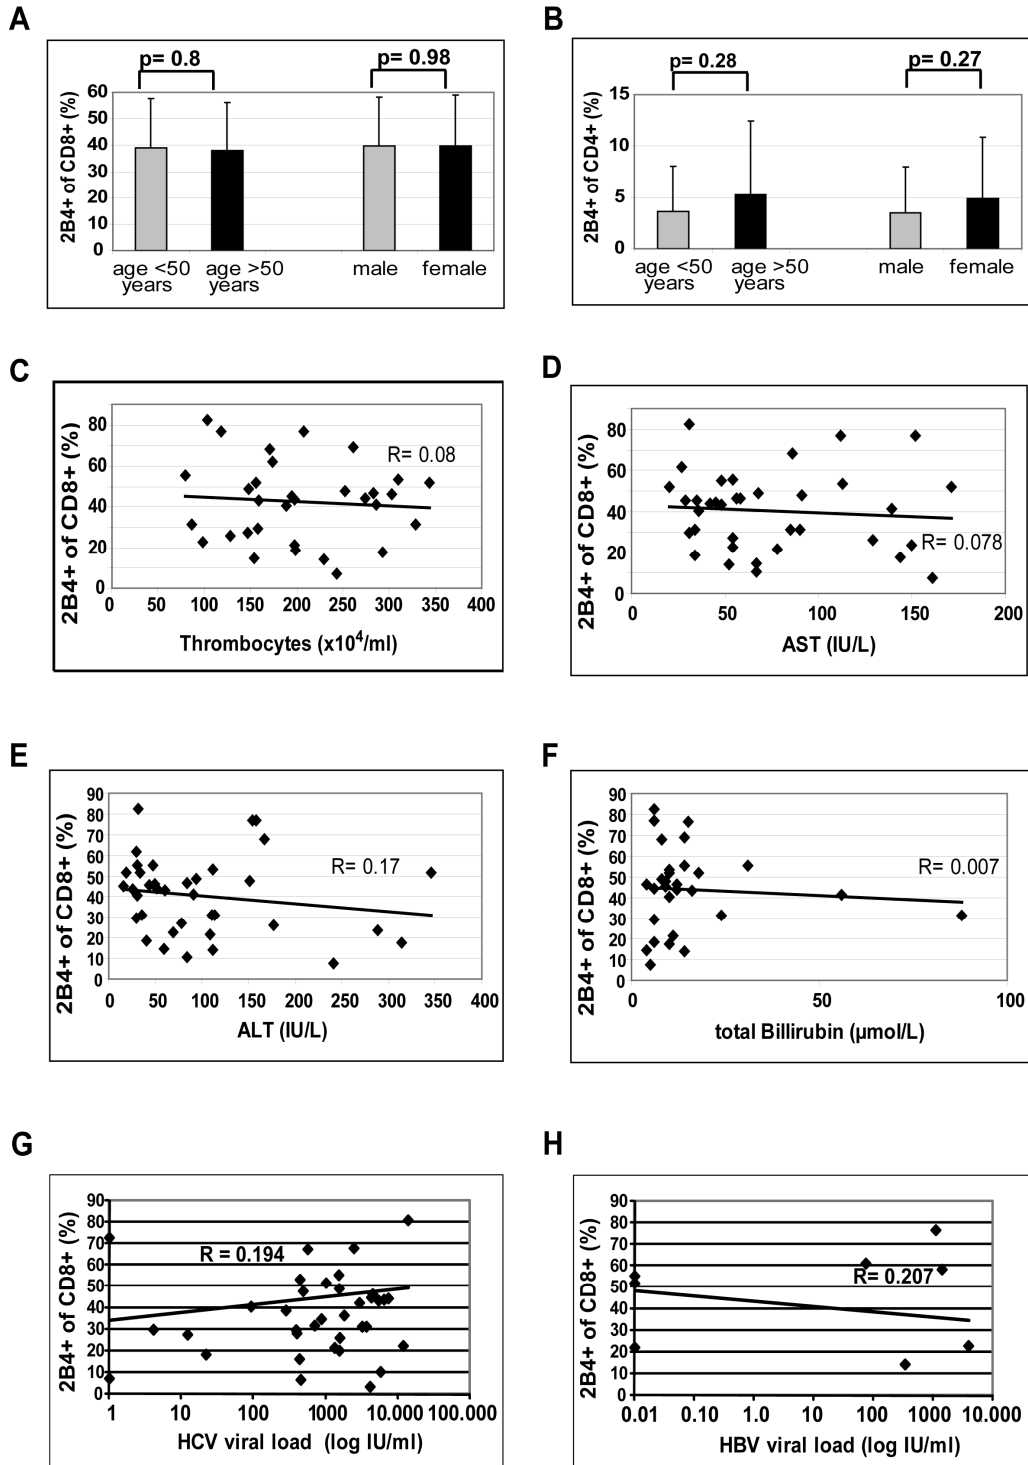 A
p= 0.8
p= 0.98
2B4+ of CD8+ (%)
60
50
40
30
20
10
0
age <50 years
age >50 years
male
female
B
p= 0.28
p= 0.27
2B4+ of CD4+ (%)
15
10
5
0
age <50 years
age >50 years
male
female
C
2B4+ of CD8+ (%)
80
60
40
20
0
R= 0.08
0 50 100 150 200 250 300 350 400
Thrombocytes (x10⁴/ml)
D
2B4+ of CD8+ (%)
80
60
40
20
0
R= 0.078
0 50 100 150 200
AST (IU/L)
E
2B4+ of CD8+ (%)
90
80
70
60
50
40
30
20
10
0
R= 0.17
0 50 100 150 200 250 300 350 400
ALT (IU/L)
F
2B4+ of CD8+ (%)
90
80
70
60
50
40
30
20
10
0
R= 0.007
0 50 100
total Billirubin (µmol/L)
G
2B4+ of CD8+ (%)
90
80
70
60
50
40
30
20
10
0
R = 0.194
1 10 100 1000 10.000 100.000
HCV viral load (log IU/ml)
H
2B4+ of CD8+ (%)
90
80
70
60
50
40
30
20
10
0
R= 0.207
0.01 0.10 1.0 10 100 1000 10.000
HBV viral load (log IU/ml)